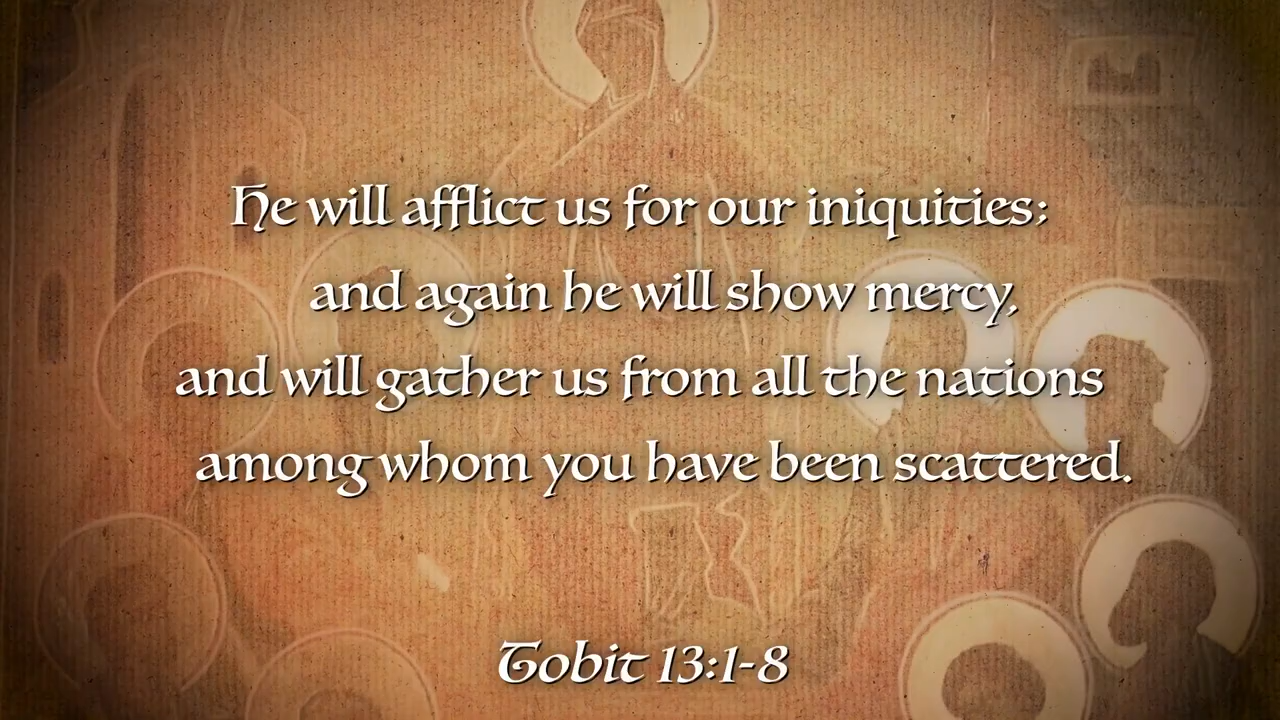 He will afflict us for our iniquities:
and again he will show mercy,
and will gather us from all the nations
among whom you have been scattered.
Tobit 13:1-8